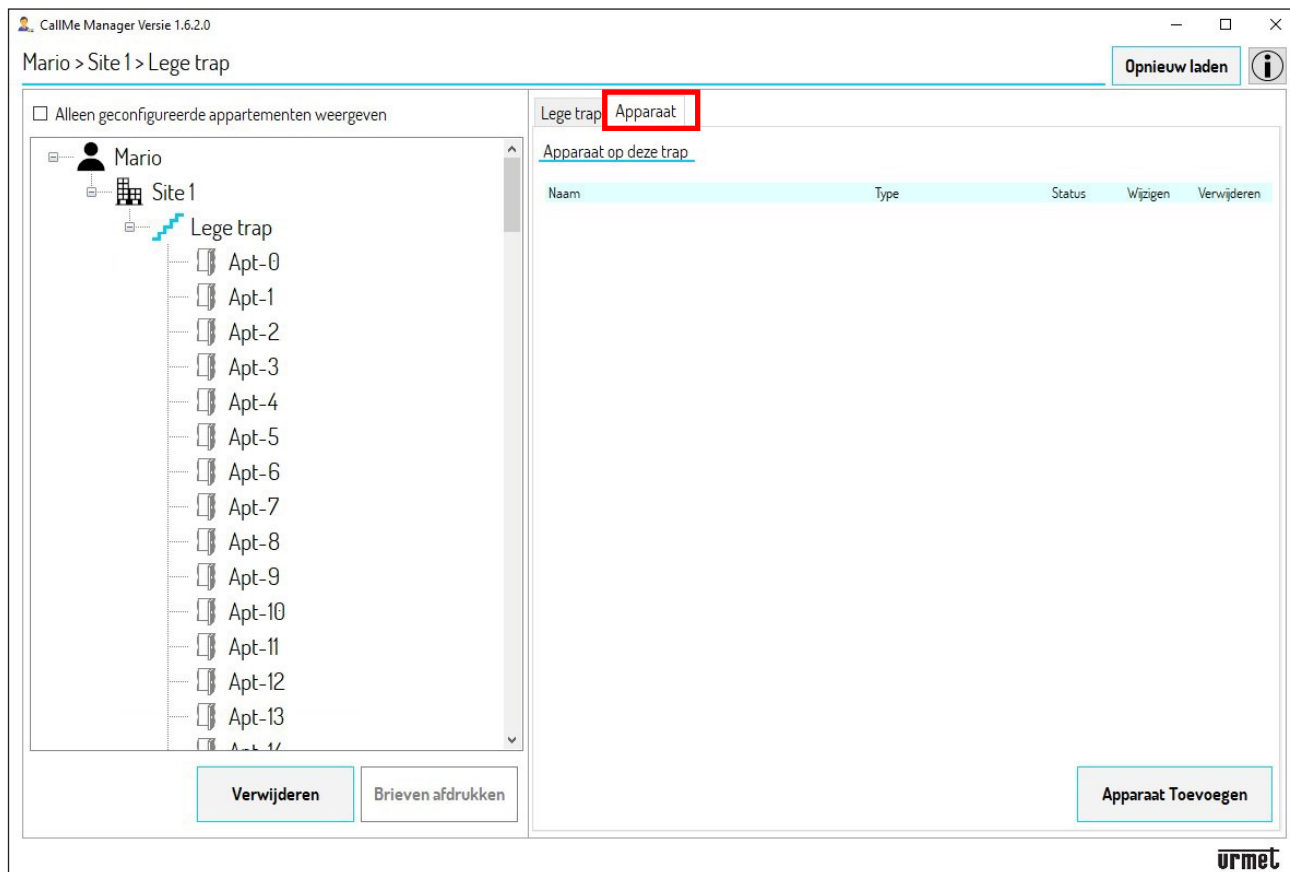 CallMe Manager Versie 1.6.2.0
Mario > Site 1 > Lege trap
Opnieuw laden
Alleen geconfigureerde appartementen weergeven
Mario
Site 1
Lege trap
Apt-0
Apt-1
Apt-2
Apt-3
Apt-4
Apt-5
Apt-6
Apt-7
Apt-8
Apt-9
Apt-10
Apt-11
Apt-12
Apt-13
Apt-14
Verwijderen Brieven afdrukken
Lege trap Apparaat
Apparaat op deze trap
Naam Type Status Wijzigen Verwijderen
Apparaat Toevoegen
urmet